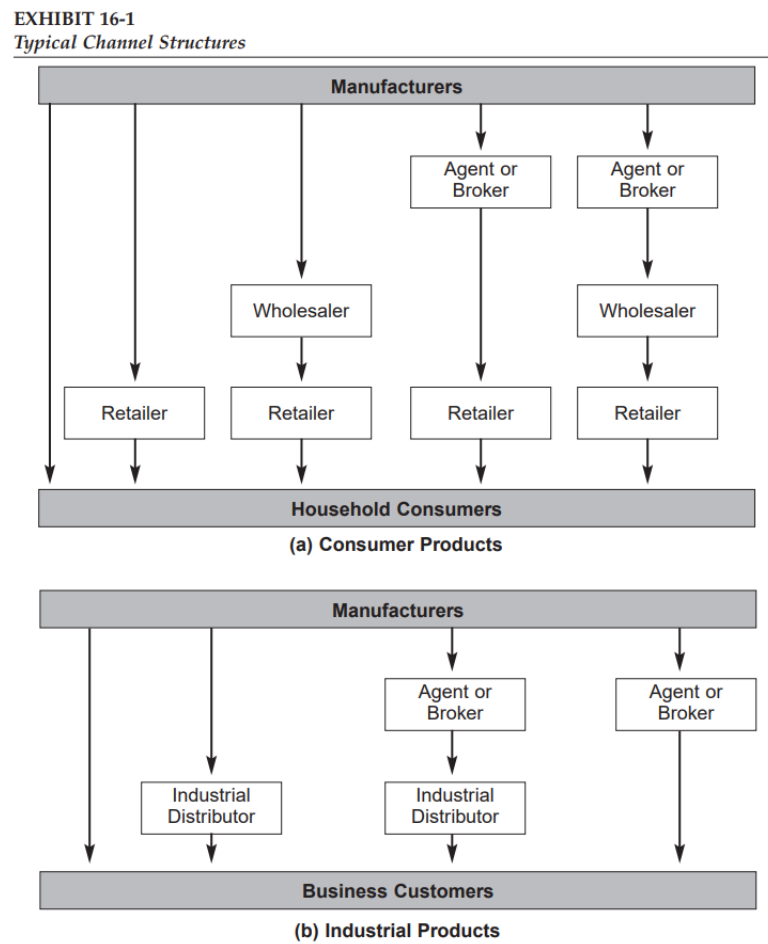 EXHIBIT 16-1
Typical Channel Structures
Manufacturers
Agent or
Broker
Agent or
Broker
Wholesaler
Wholesaler
Retailer
Retailer
Retailer
Retailer
Household Consumers
(a) Consumer Products
Manufacturers
Agent or
Broker
Agent or
Broker
Industrial
Distributor
Industrial
Distributor
Business Customers
(b) Industrial Products